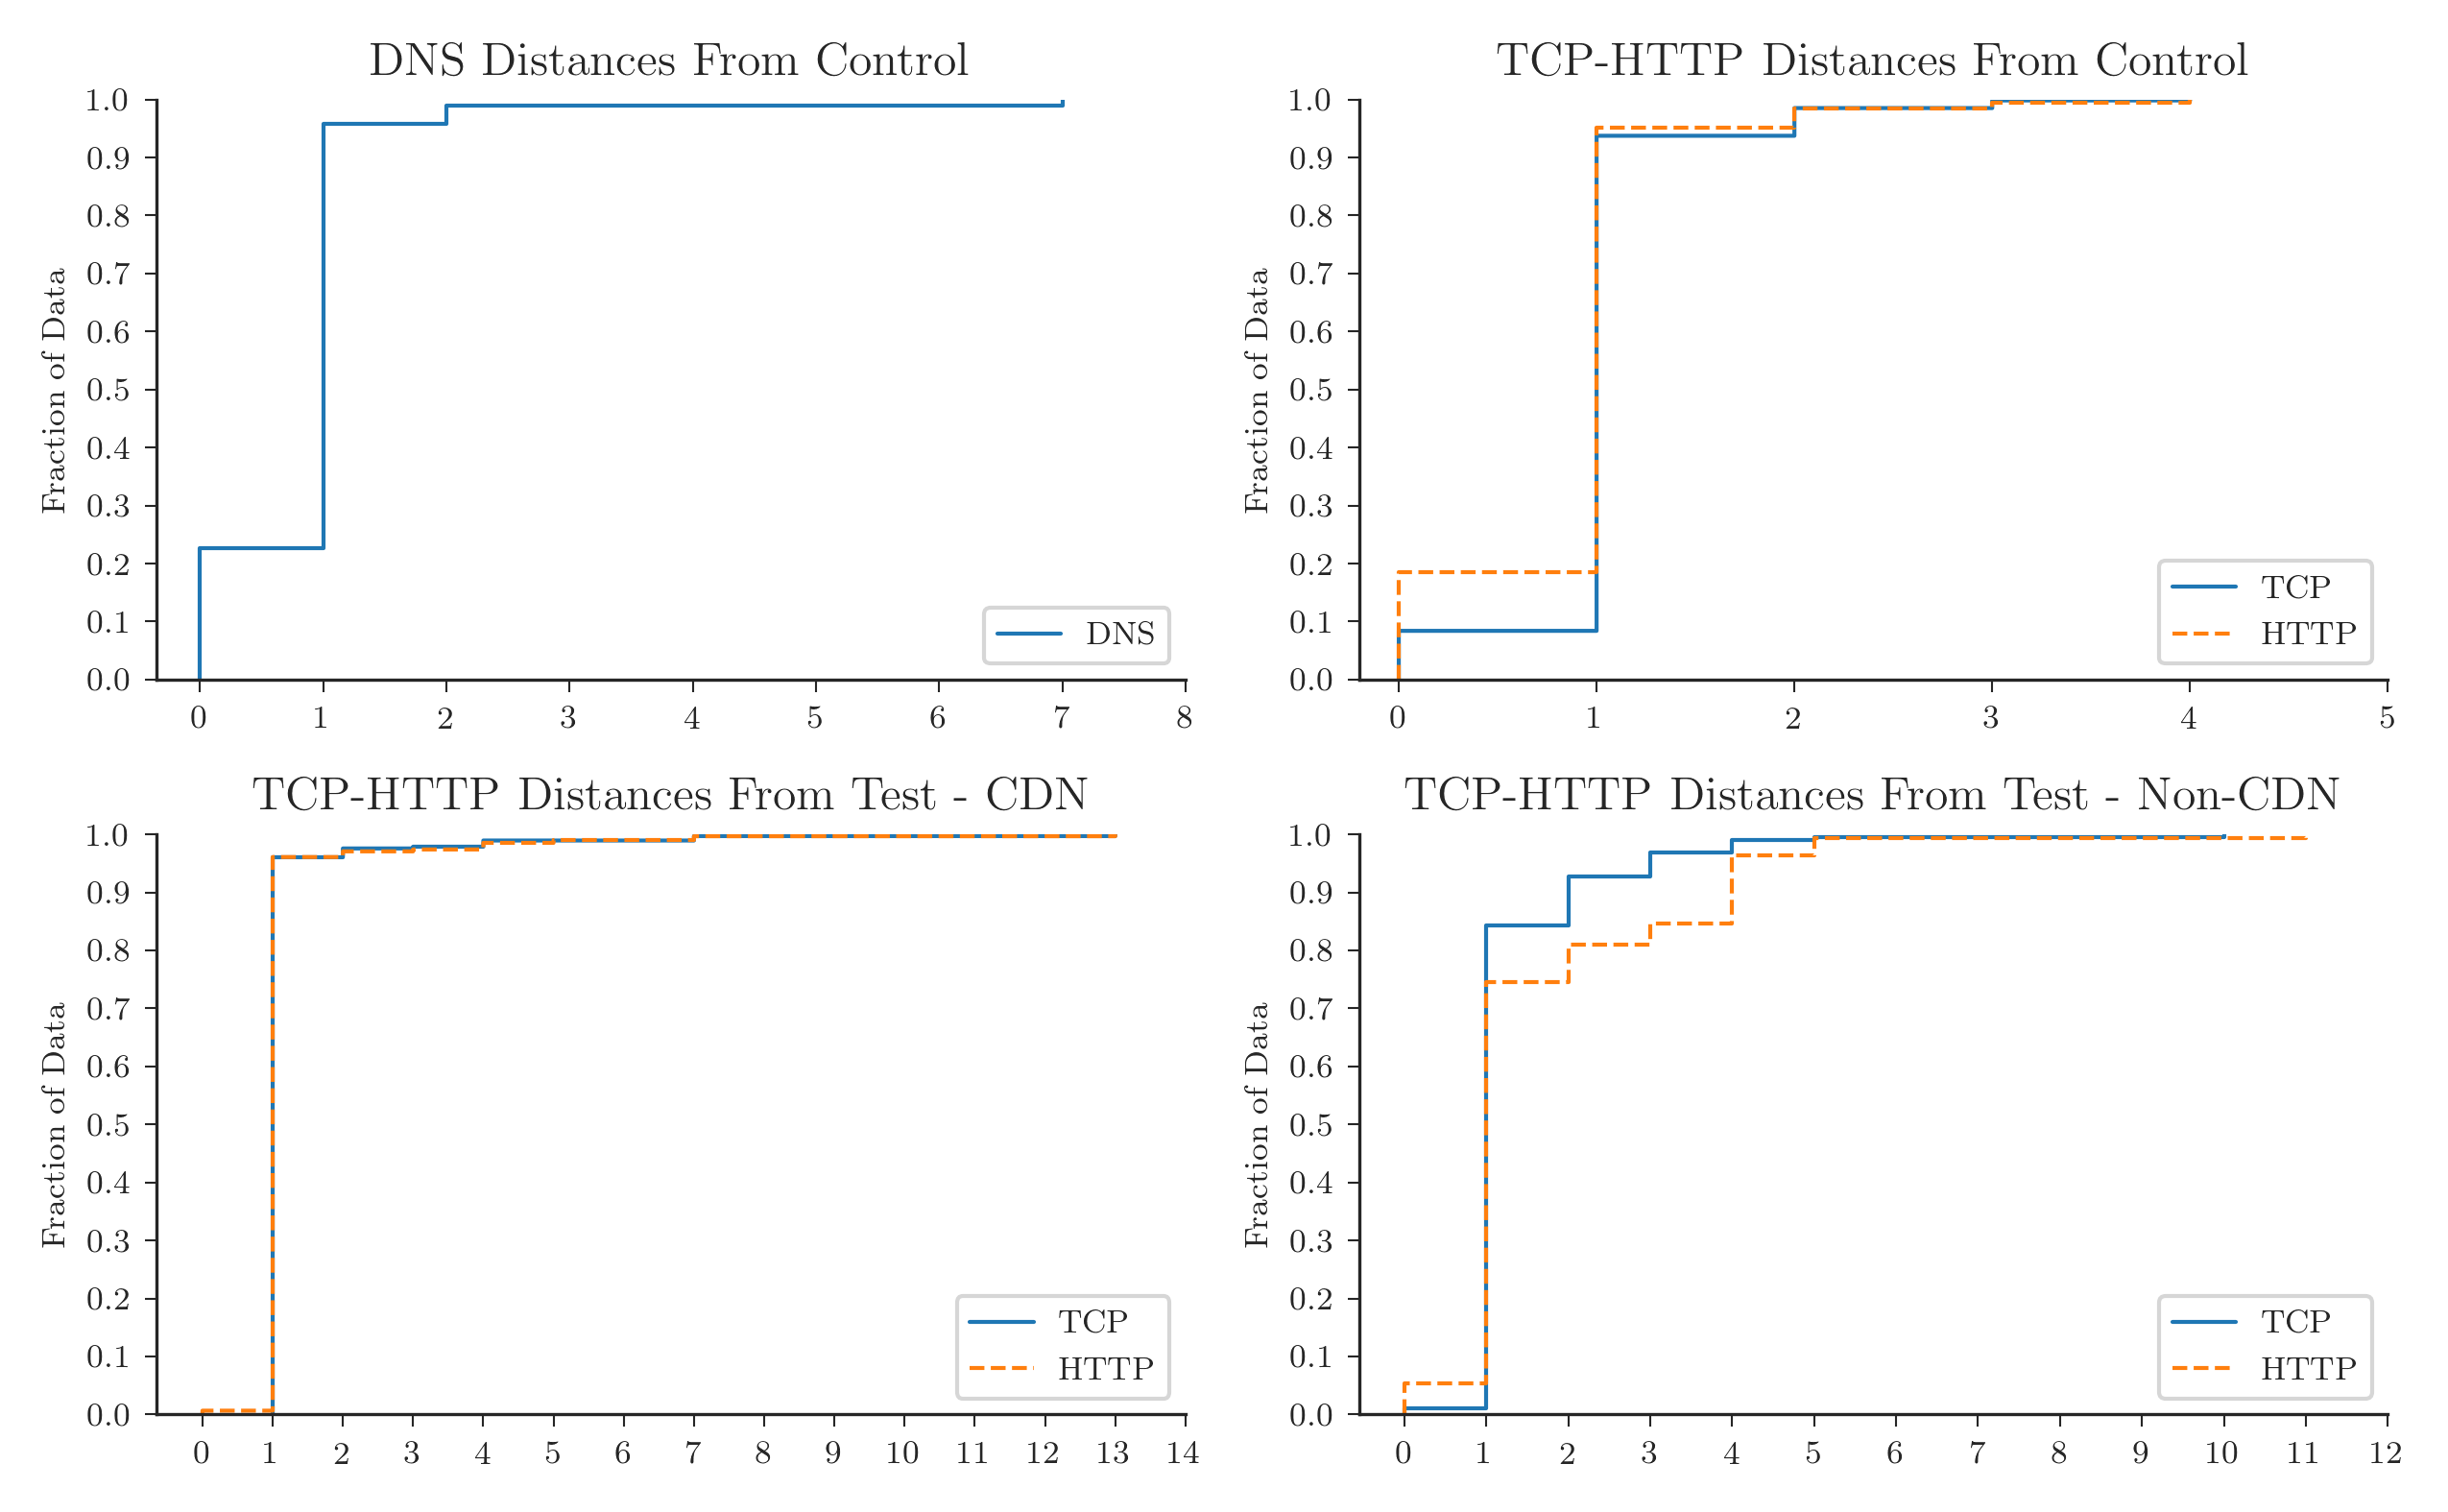 DNS Distances From Control
Fraction of Data
1.0
0.9
0.8
0.7
0.6
0.5
0.4
0.3
0.2
0.1
0.0
0 1 2 3 4 5 6 7 8
DNS
TCP-HTTP Distances From Control
Fraction of Data
1.0
0.9
0.8
0.7
0.6
0.5
0.4
0.3
0.2
0.1
0.0
0 1 2 3 4 5
TCP
HTTP
TCP-HTTP Distances From Test - CDN
Fraction of Data
1.0
0.9
0.8
0.7
0.6
0.5
0.4
0.3
0.2
0.1
0.0
0 1 2 3 4 5 6 7 8 9 10 11 12 13 14
TCP
HTTP
TCP-HTTP Distances From Test - Non-CDN
Fraction of Data
1.0
0.9
0.8
0.7
0.6
0.5
0.4
0.3
0.2
0.1
0.0
0 1 2 3 4 5 6 7 8 9 10 11 12
TCP
HTTP